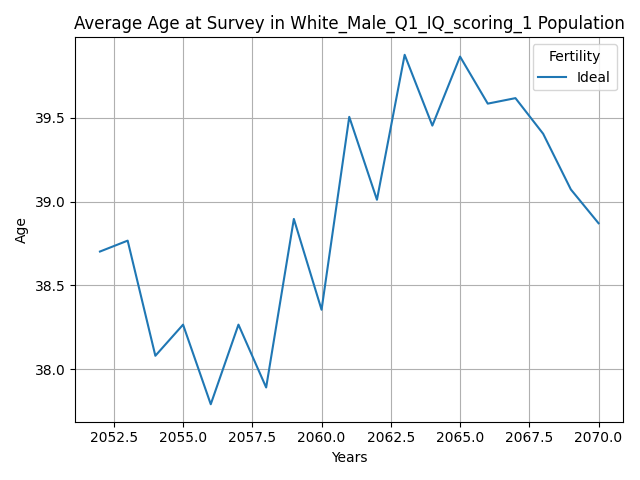 Average Age at Survey in White_Male_Q1_IQ_scoring_1 Population
Fertility
Ideal
Age
39.5
39.0
38.5
38.0
2052.5 2055.0 2057.5 2060.0 2062.5 2065.0 2067.5 2070.0
Years